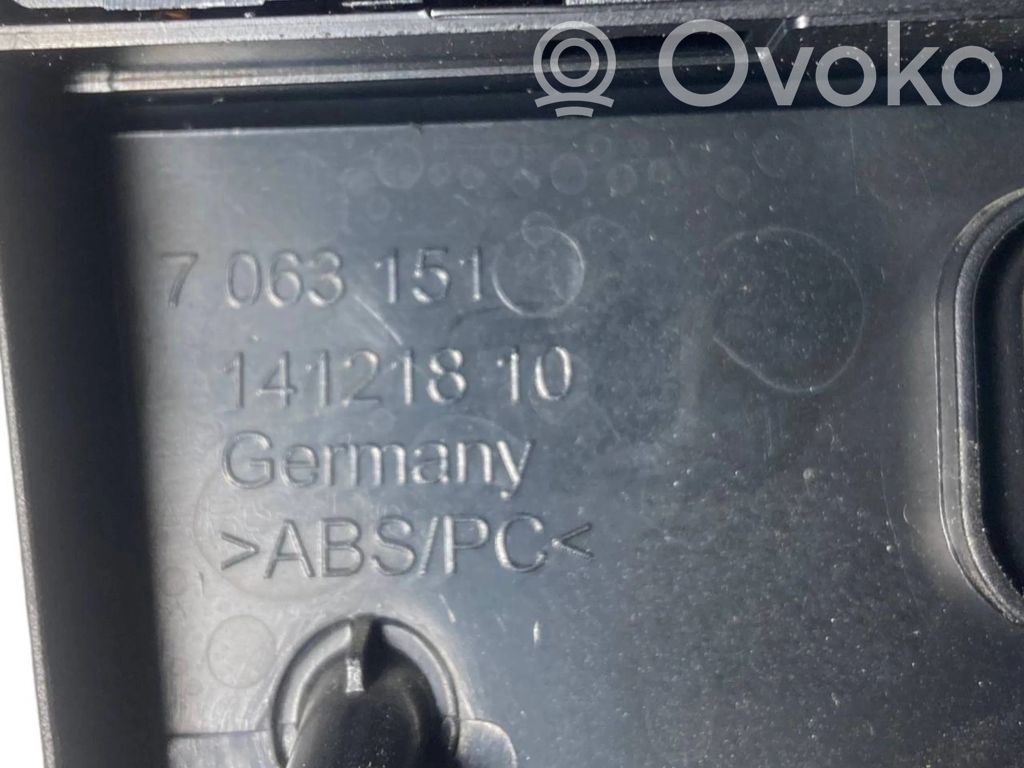 Ovoko
7 063 151
141218 10
Germany
>ABS/PC<